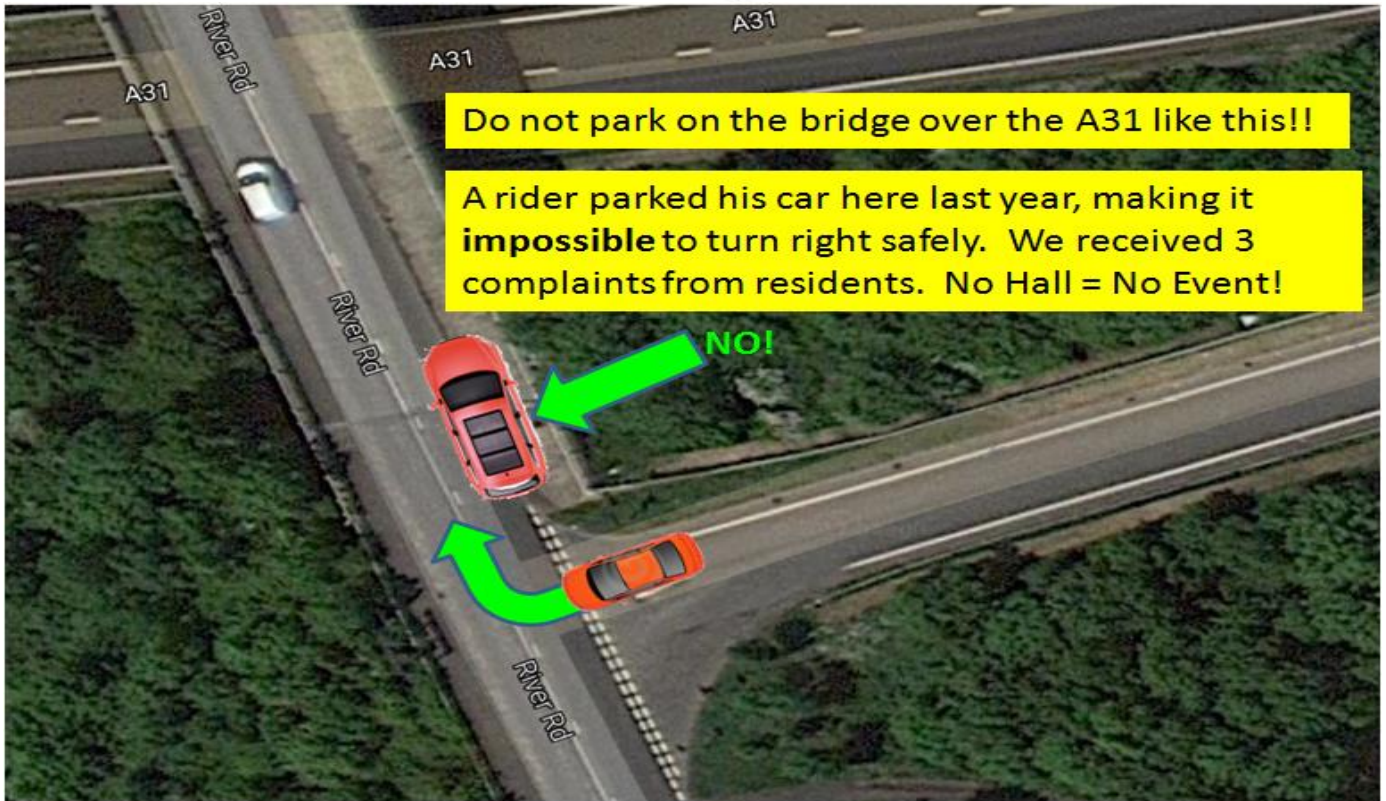 River Rd
A31
A31
A31
Do not park on the bridge over the A31 like this!!
A rider parked his car here last year, making it
impossible to turn right safely.  We received 3
complaints from residents.  No Hall = No Event!
River Rd
NO!
River Rd